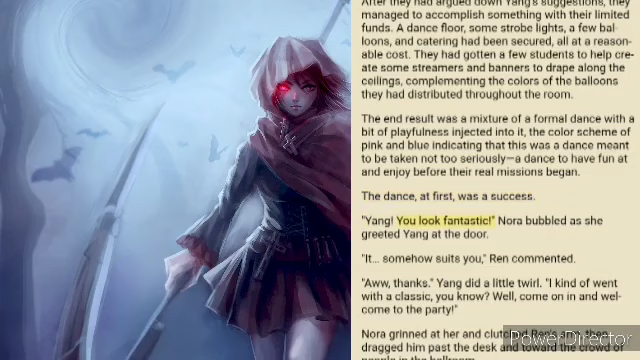 After they had argued down Yang's suggestions, they
managed to accomplish something with their limited
funds. A dance floor, some strobe lights, a few bal-
loons, and catering had been secured, all at a reason-
able cost. They had gotten a few students to help cre-
ate some streamers and banners to drape along the
ceilings, complementing the colors of the balloons
they had distributed throughout the room.
The end result was a mixture of a formal dance with a
bit of playfulness injected into it, the color scheme of
pink and blue indicating that this was a dance meant
to be taken not too seriously—a dance to have fun at
and enjoy before their real missions began.
The dance, at first, was a success.
"Yang! You look fantastic!" Nora bubbled as she
greeted Yang at the door.
"It... somehow suits you," Ren commented.
"Aww, thanks." Yang did a little twirl. "I kind of went
with a classic, you know? Well, come on in and wel-
come to the party!"
Nora grinned at her and clutched Ren's arm, then
dragged him past the desk and toward the crowd of
people in the ballroom.
PowerDirector